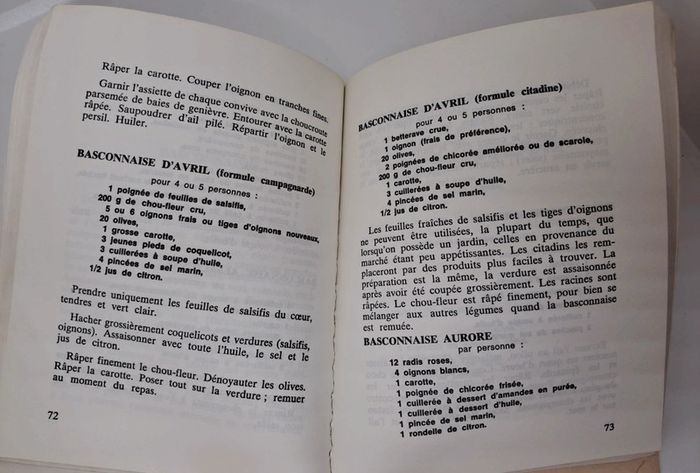 Râper la carotte. Couper l'oignon en tranches fines.
Garnir l'assiette de chaque convive avec la choucroute
parsemée de baies de genièvre. Entourer avec la carotte
râpée. Saupoudrer d'ail pilé. Répartir l'oignon et le
persil. Huiler.
BASCONNAISE D'AVRIL (formule campagnarde)
pour 4 ou 5 personnes :
1 poignée de feuilles de salsifis,
200 g de chou-fleur cru,
5 ou 6 oignons frais ou tiges d'oignons nouveaux,
20 olives,
1 grosse carotte,
3 jeunes pieds de coquelicot,
3 cuillerées à soupe d'huile,
4 pincées de sel marin,
1/2 jus de citron.
Prendre uniquement les feuilles de salsifis du cœur,
tendres et vert clair.
Hacher grossièrement coquelicots et verdures (salsifis,
oignons). Assaisonner avec toute l'huile, le sel et le
jus de citron.
Râper finement le chou-fleur. Dénoyauter les olives.
Râper la carotte. Poser tout sur la verdure ; remuer
au moment du repas.
72
BASCONNAISE D'AVRIL (formule citadine)
pour 4 ou 5 personnes :
1 betterave crue,
1 oignon (frais de préférence),
20 olives,
2 poignées de chicorée améliorée ou de scarole,
200 g de chou-fleur cru,
1 carotte,
3 cuillerées à soupe d'huile,
4 pincées de sel marin,
1/2 jus de citron.
Les feuilles fraîches de salsifis et les tiges d'oignons
ne peuvent être utilisées, la plupart du temps, que
lorsqu'on possède un jardin, celles en provenance du
marché étant peu appétissantes. Les citadins les rem-
placeront par des produits plus faciles à trouver. La
préparation est la même, la verdure est assaisonnée
après avoir été coupée grossièrement. Les racines sont
râpées. Le chou-fleur est râpé finement, pour bien se
mélanger aux autres légumes quand la basconnaise
est remuée.
BASCONNAISE AURORE
par personne :
12 radis roses,
4 oignons blancs,
1 carotte,
1 poignée de chicorée frisée,
1 cuillerée à dessert d'amandes en purée,
1 cuillerée à dessert d'huile,
1 pincée de sel marin,
1 rondelle de citron.
73